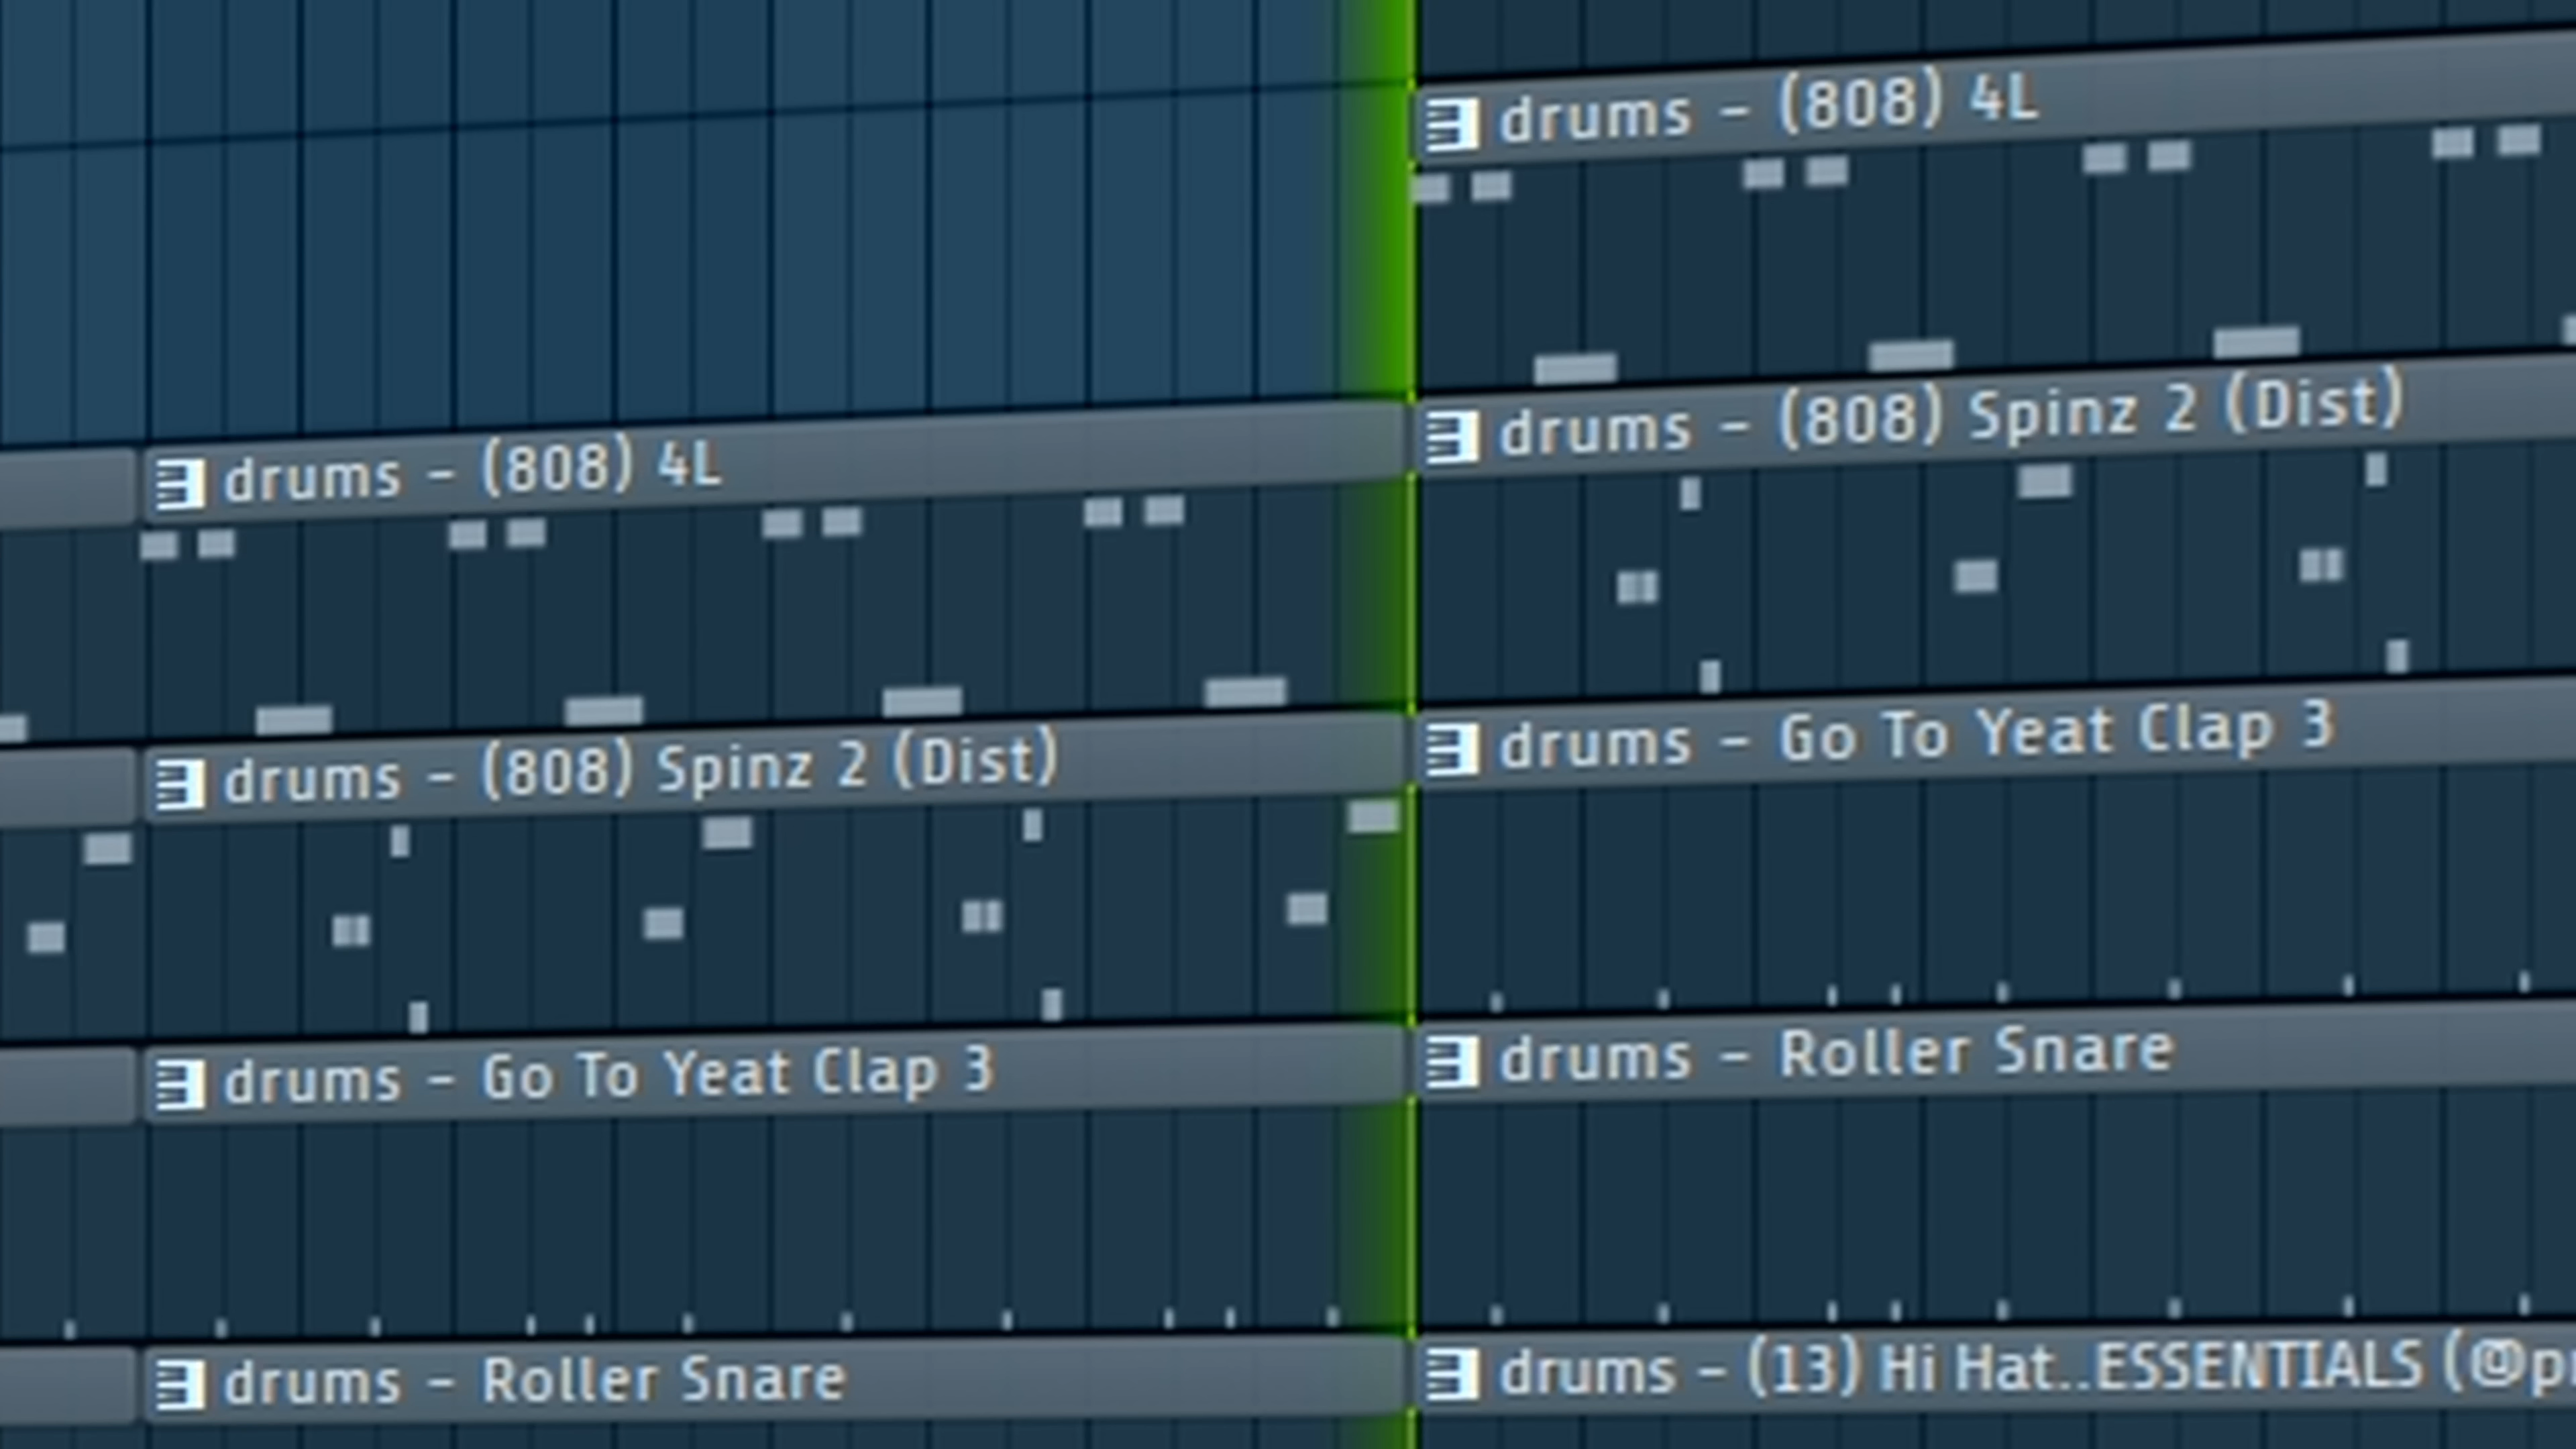 drums - (808) 4L
drums - (808) Spinz 2 (Dist)
drums - Go To Yeat Clap 3
drums - Roller Snare
drums - (808) 4L
drums - (808) Spinz 2 (Dist)
drums - Go To Yeat Clap 3
drums - Roller Snare
drums - (13) Hi Hat..ESSENTIALS (@pr